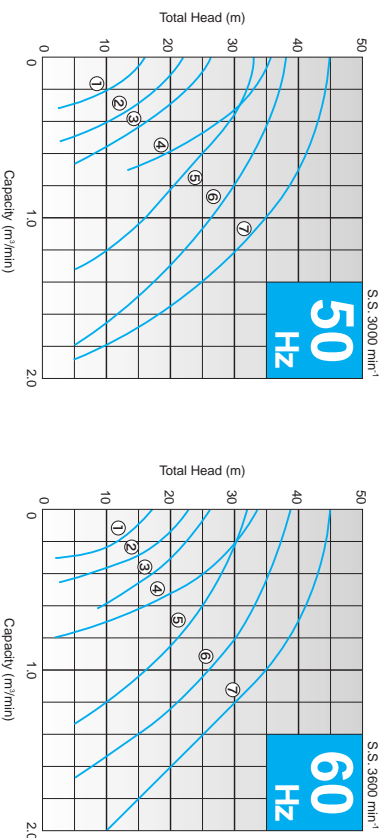 S.S. 3000 min⁻¹
50
Hz
Total Head (m)
50
40
30
20
10
0
① ② ③ ④ ⑤ ⑥ ⑦
0 1.0 2.0
Capacity (m³/min)
S.S. 3600 min⁻¹
60
Hz
Total Head (m)
50
40
30
20
10
0
① ② ③ ④ ⑤ ⑥ ⑦
0 1.0 2.0
Capacity (m³/min)